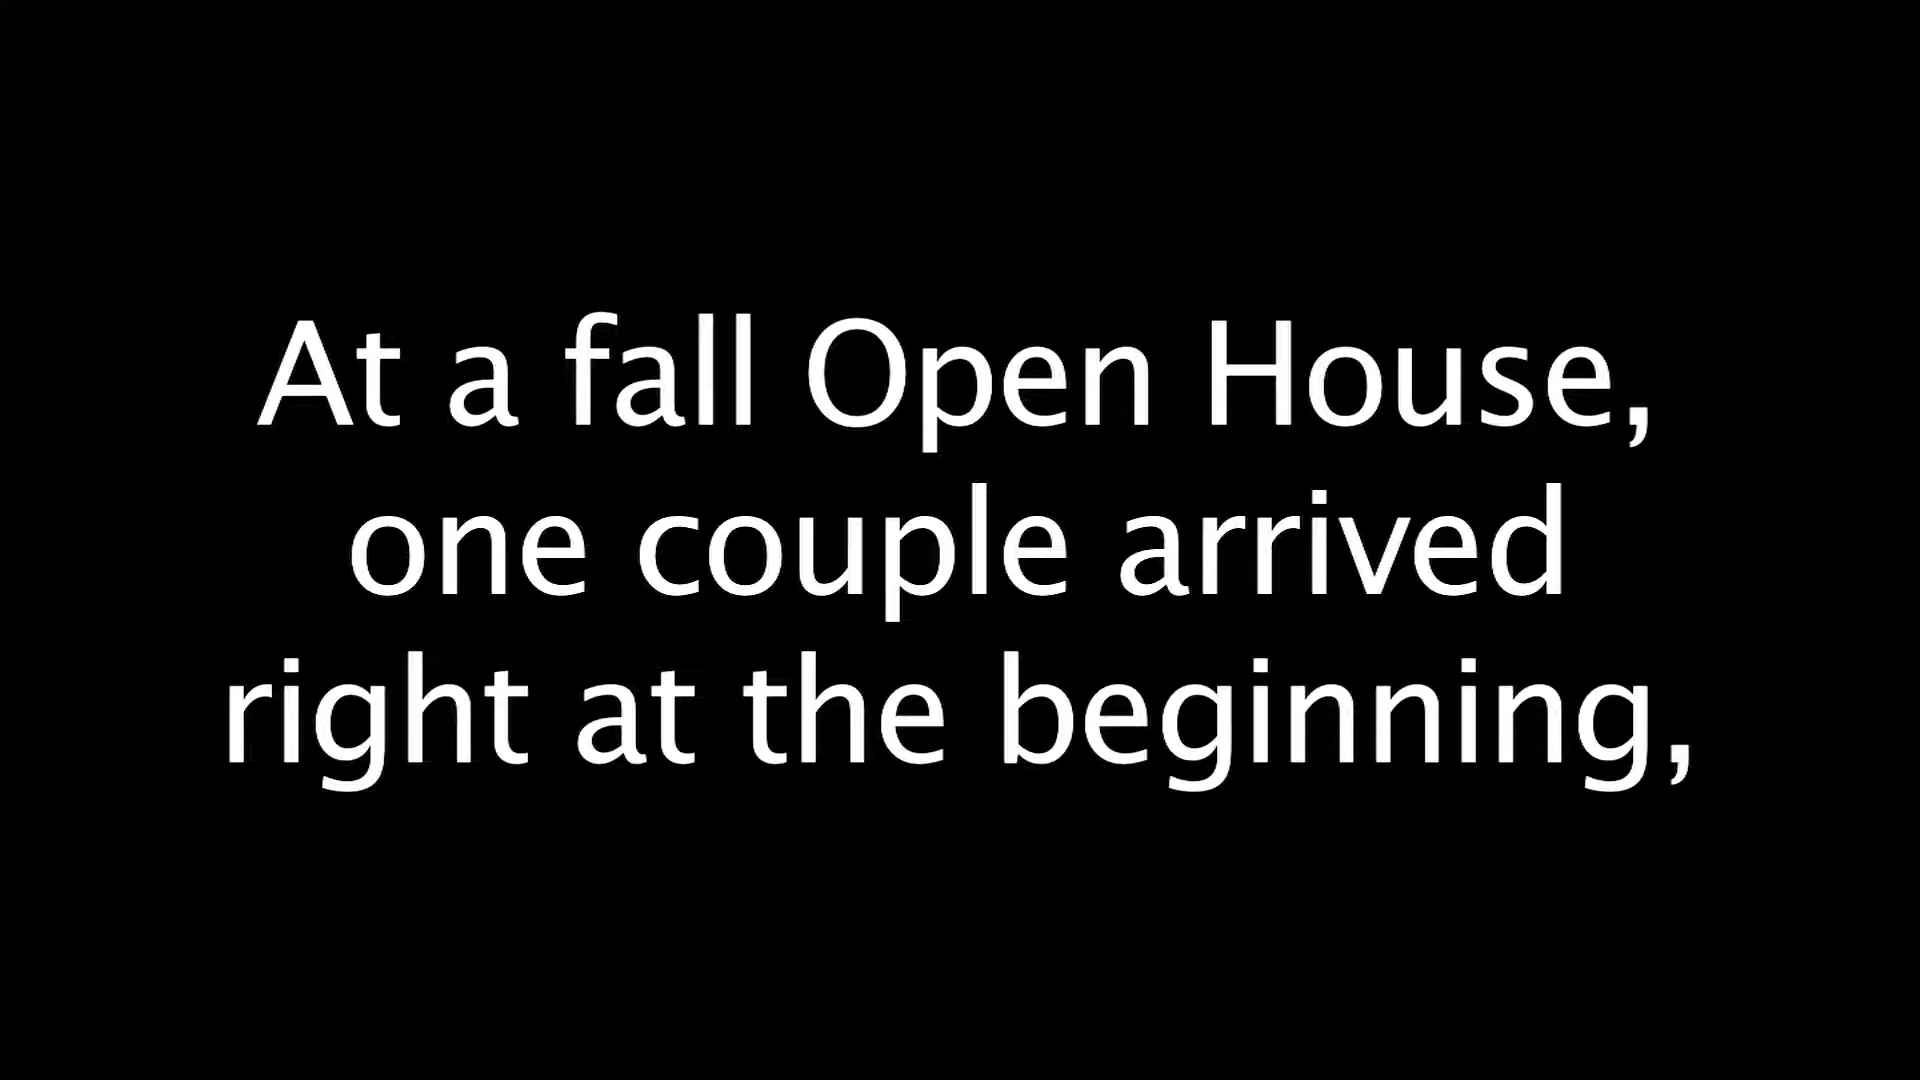 At a fall Open House,
one couple arrived
right at the beginning,